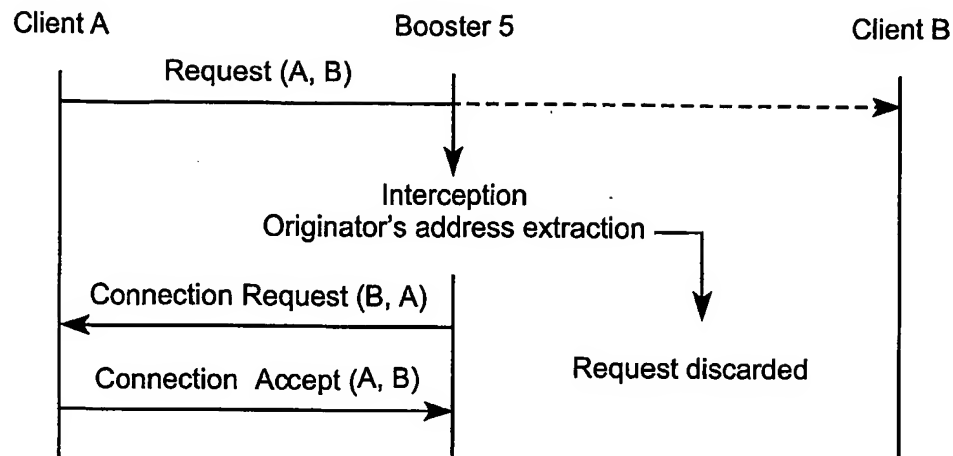 Client A
Booster 5
Client B
Request (A, B)
Interception
Originator's address extraction
Connection Request (B, A)
Request discarded
Connection Accept (A, B)